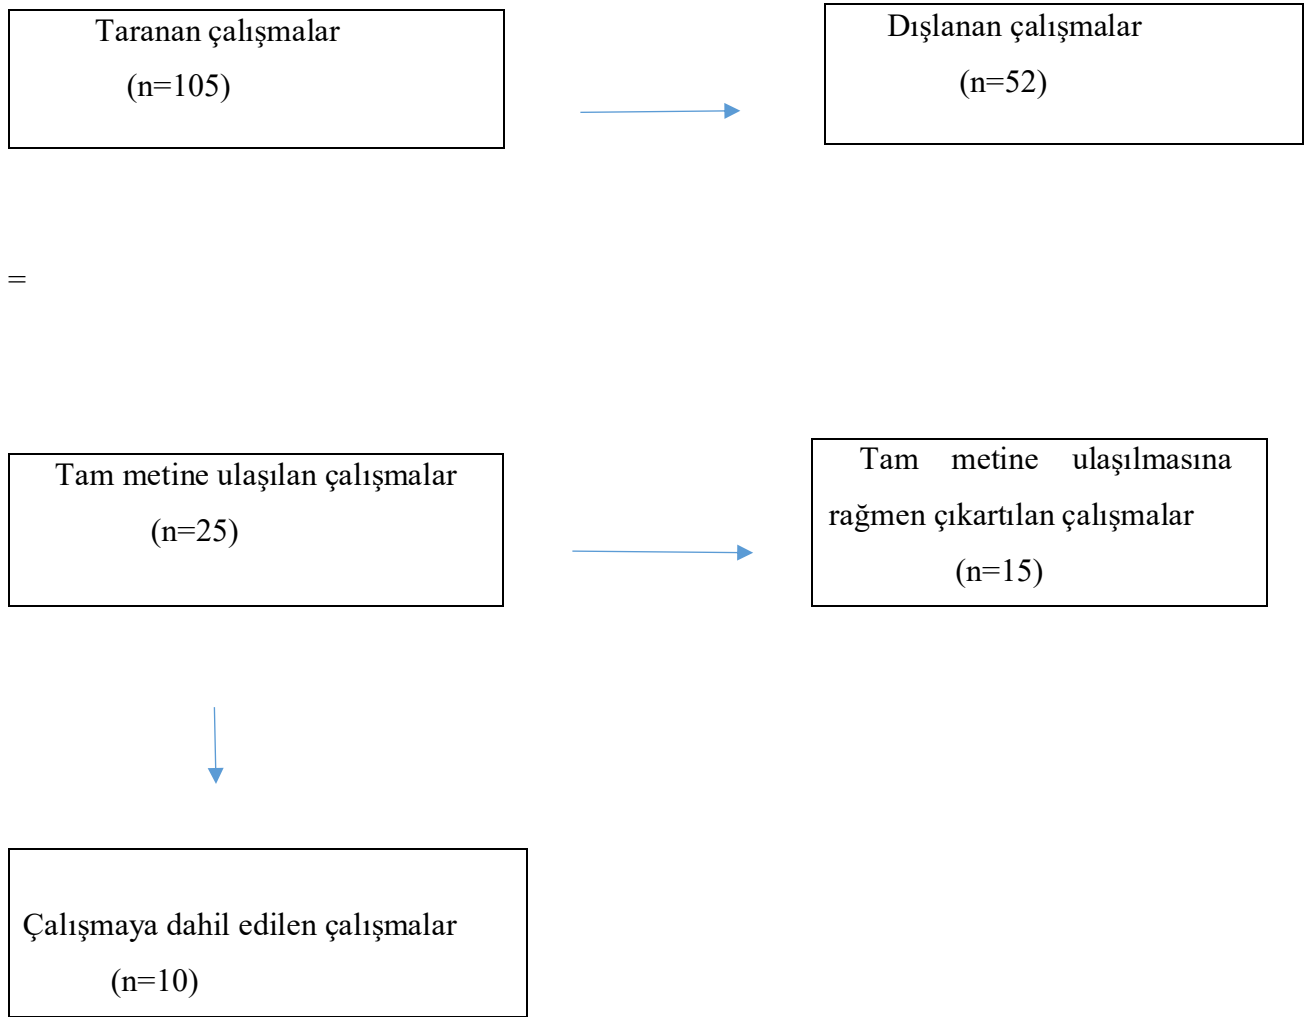 Taranan çalışmalar
(n=105)
Dışlanan çalışmalar
(n=52)
=
Tam metine ulaşılan çalışmalar
(n=25)
Tam metine ulaşılmasına
rağmen çıkartılan çalışmalar
(n=15)
Çalışmaya dahil edilen çalışmalar
(n=10)